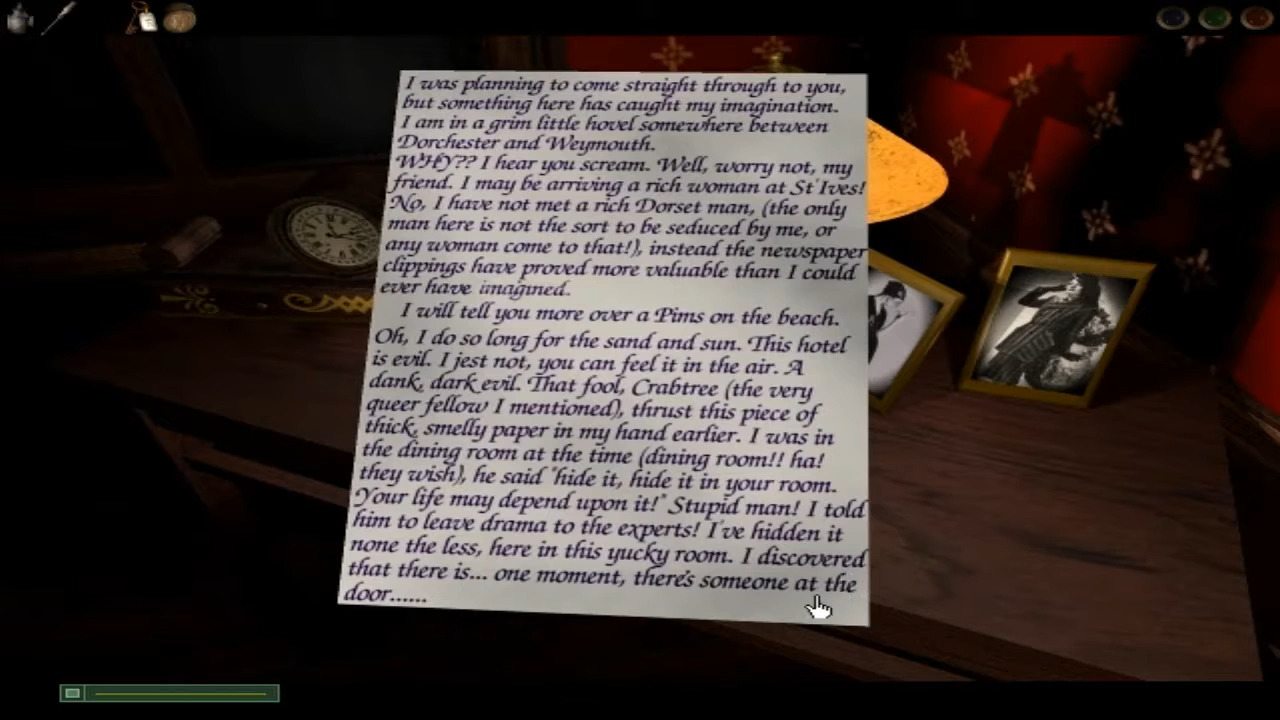 I was planning to come straight through to you,
but something here has caught my imagination.
I am in a grim little hovel somewhere between
Dorchester and Weymouth.
WHY?? I hear you scream. Well, worry not, my
friend. I may be arriving a rich woman at St Ives!
No, I have not met a rich Dorset man, (the only
man here is not the sort to be seduced by me, or
any woman come to that!), instead the newspaper
clippings have proved more valuable than I could
ever have imagined.
I will tell you more over a Pims on the beach.
Oh, I do so long for the sand and sun. This hotel
is evil. I jest not, you can feel it in the air. A
dank, dark evil. That fool, Crabtree (the very
queer fellow I mentioned), thrust this piece of
thick, smelly paper in my hand earlier. I was in
the dining room at the time (dining room!! ha!
they wish), he said "hide it, hide it in your room.
Your life may depend upon it!" Stupid man! I told
him to leave drama to the experts! I've hidden it
none the less, here in this yucky room. I discovered
that there is... one moment, there's someone at the
door......